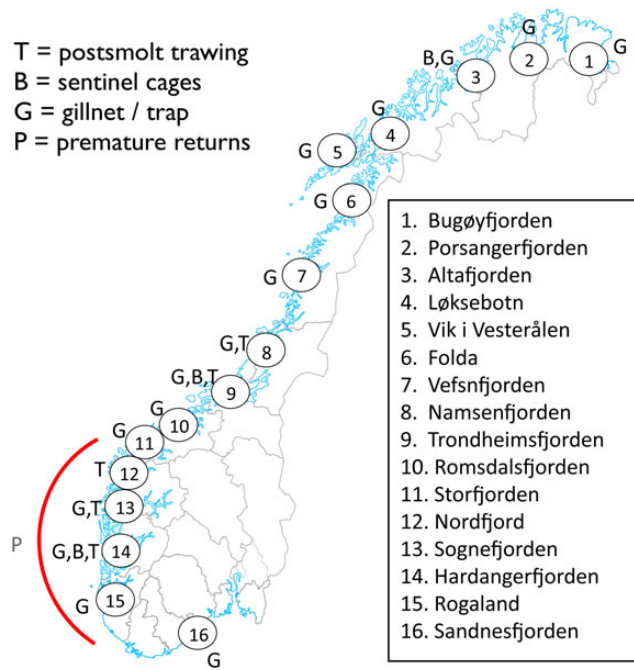 T = postsmolt trawing
B = sentinel cages
G = gillnet / trap
P = premature returns
G
G
B,G
1
2
3
G
4
G
5
G
6
G
7
G,T
8
G,B,T
9
G
10
G
11
T
12
G,T
13
P
G,B,T
14
G
15
16
G
1. Bugøyfjorden
2. Porsangerfjorden
3. Altafjorden
4. Løksebotn
5. Vik i Vesterålen
6. Folda
7. Vefsnfjorden
8. Namsenfjorden
9. Trondheimsfjorden
10. Romsdalsfjorden
11. Storfjorden
12. Nordfjord
13. Sognefjorden
14. Hardangerfjorden
15. Rogaland
16. Sandnesfjorden